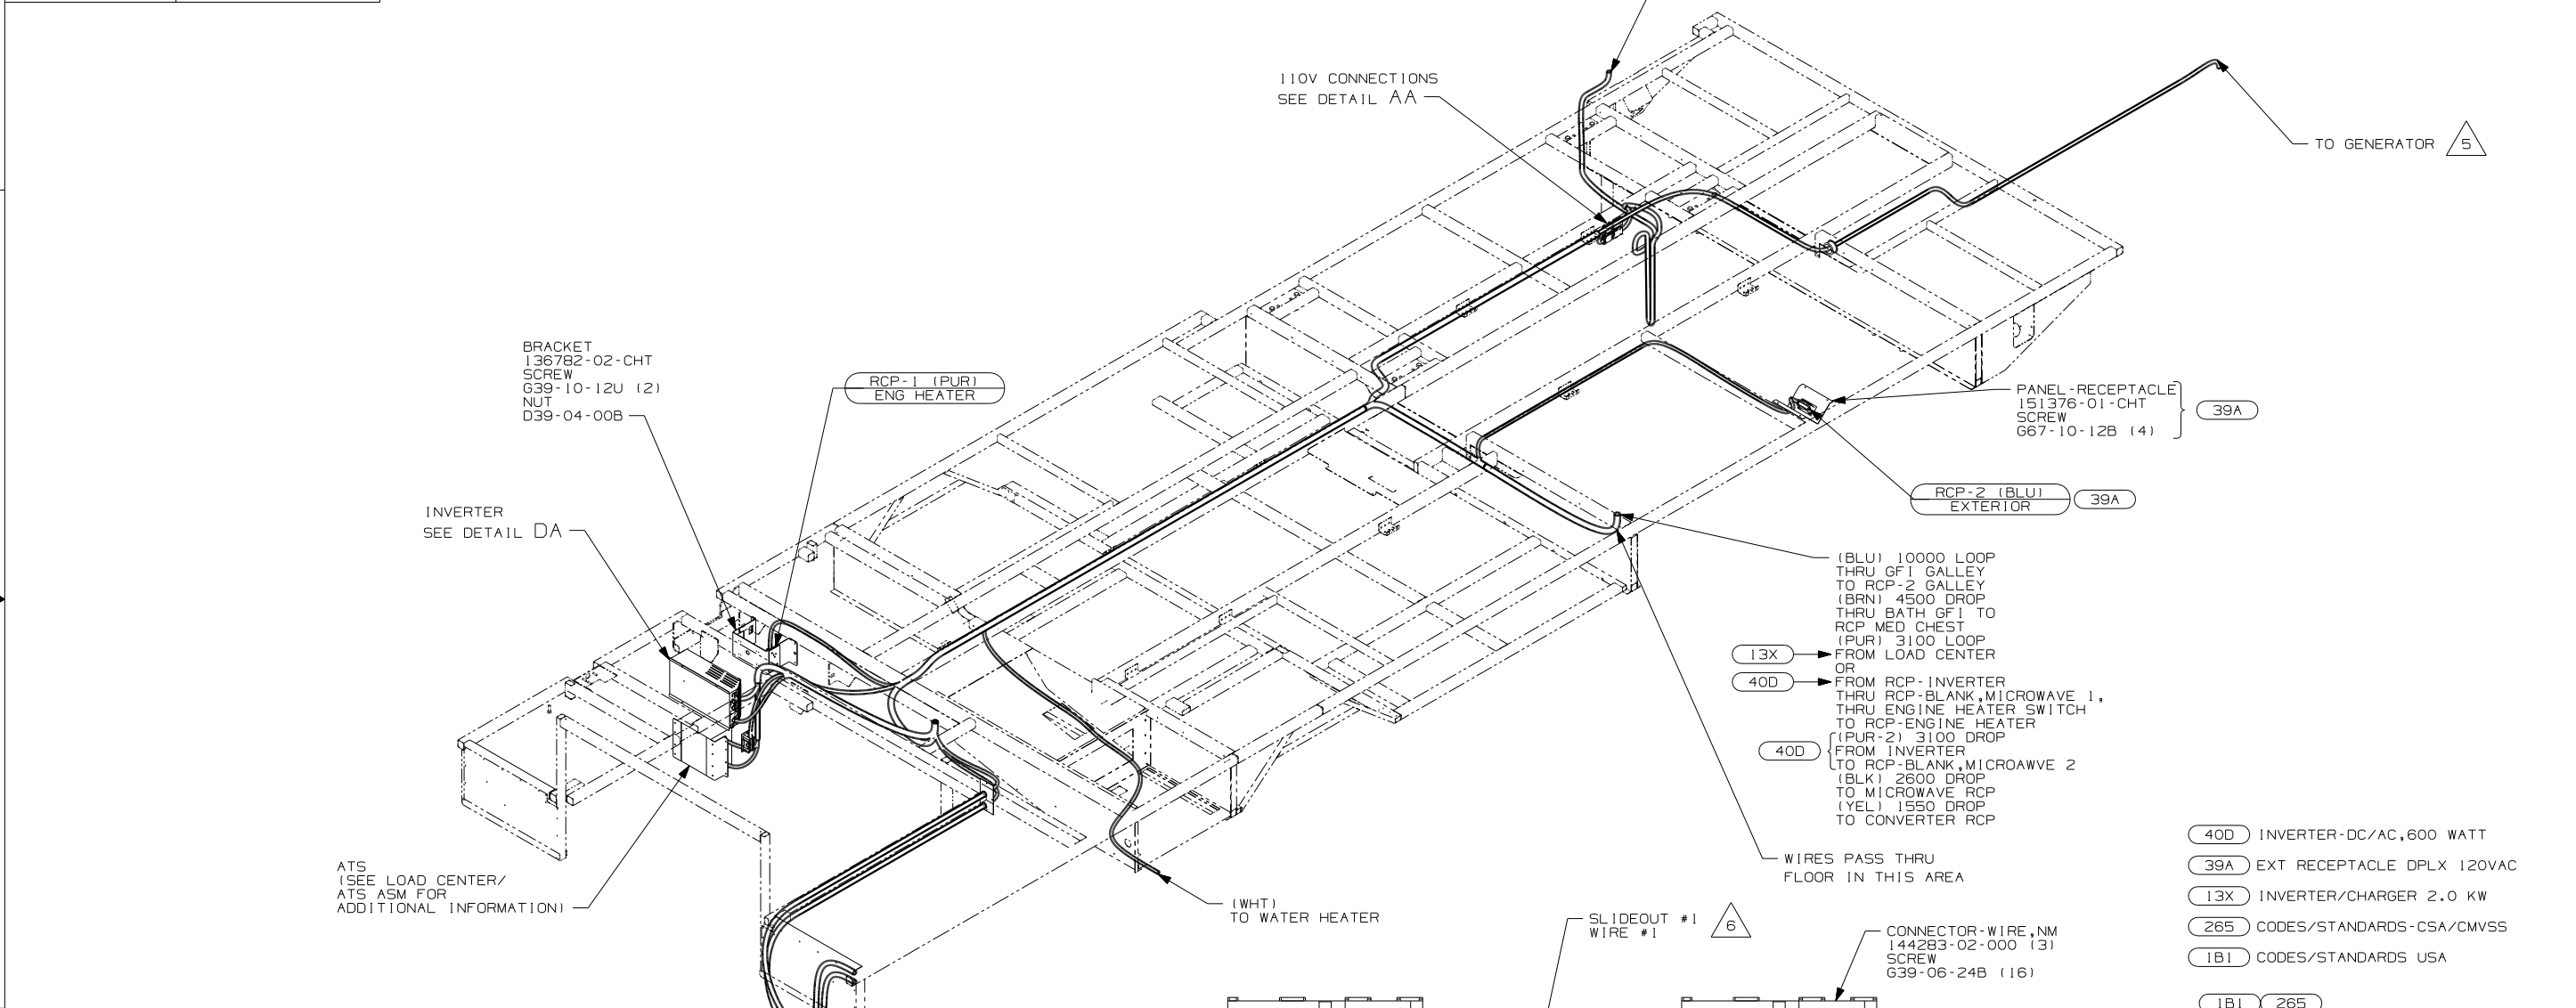 110V CONNECTIONS
SEE DETAIL AA
TO GENERATOR 5
BRACKET
136782-02-CHT
SCREW
G39-10-12U (2)
NUT
D39-04-00B
RCP-1 (PUR)
ENG HEATER
PANEL-RECEPTACLE
151376-01-CHT
SCREW
G67-10-12B (4)
39A
RCP-2 (BLU)
EXTERIOR
39A
INVERTER
SEE DETAIL DA
(BLU) 10000 LOOP
THRU GFI GALLEY
TO RCP-2 GALLEY
(BRN) 4500 DROP
THRU BATH GFI TO
RCP MED CHEST
(PUR) 3100 LOOP
13X FROM LOAD CENTER
OR
40D FROM RCP-INVERTER
THRU RCP-BLANK,MICROWAVE 1,
THRU ENGINE HEATER SWITCH
TO RCP-ENGINE HEATER
(PUR-2) 3100 DROP
40D FROM INVERTER
TO RCP-BLANK,MICROAWVE 2
(BLK) 2600 DROP
TO MICROWAVE RCP
(YEL) 1550 DROP
TO CONVERTER RCP
WIRES PASS THRU
FLOOR IN THIS AREA
ATS
(SEE LOAD CENTER/
ATS ASM FOR
ADDITIONAL INFORMATION)
(WHT)
TO WATER HEATER
SLIDEOUT #1
WIRE #1
6
CONNECTOR-WIRE,NM
144283-02-000 (3)
SCREW
G39-06-24B (16)
40D INVERTER-DC/AC,600 WATT
39A EXT RECEPTACLE DPLX 120VAC
13X INVERTER/CHARGER 2.0 KW
265 CODES/STANDARDS-CSA/CMVSS
1B1 CODES/STANDARDS USA
1B1 265